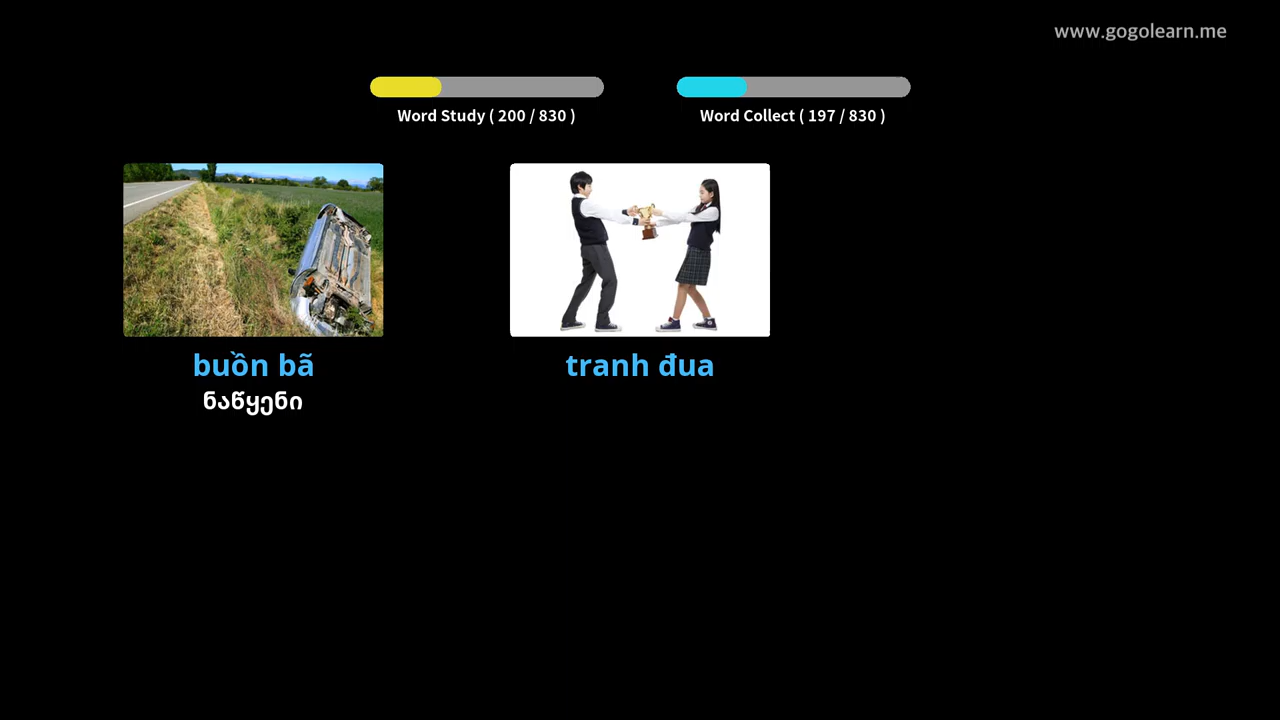 www.gogolearn.me
Word Study ( 200 / 830 )
Word Collect ( 197 / 830 )
buồn bã
ნაწყენი
tranh đua